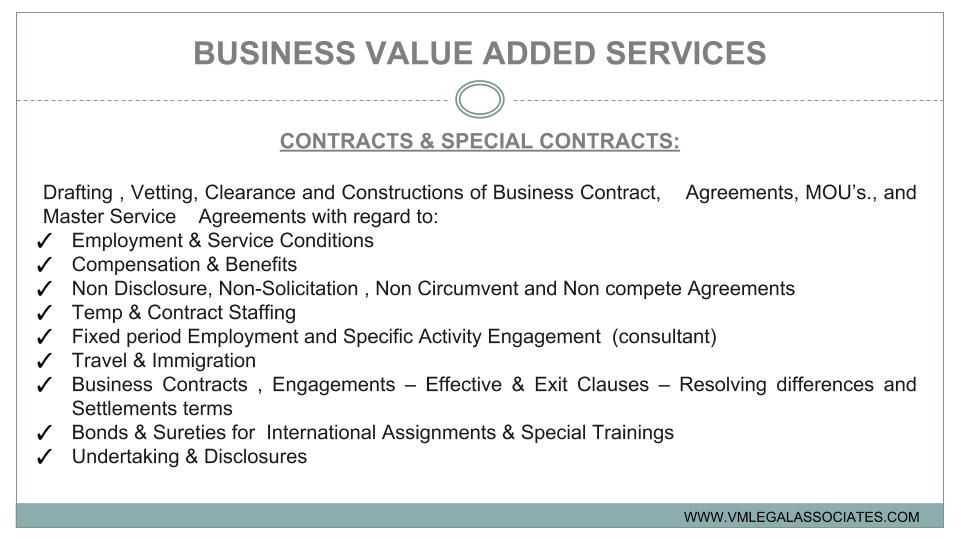 BUSINESS VALUE ADDED SERVICES
CONTRACTS & SPECIAL CONTRACTS:
Drafting , Vetting, Clearance and Constructions of Business Contract, Agreements, MOU’s., and
Master Service Agreements with regard to:
✓ Employment & Service Conditions
✓ Compensation & Benefits
✓ Non Disclosure, Non-Solicitation , Non Circumvent and Non compete Agreements
✓ Temp & Contract Staffing
✓ Fixed period Employment and Specific Activity Engagement (consultant)
✓ Travel & Immigration
✓ Business Contracts , Engagements – Effective & Exit Clauses – Resolving differences and
Settlements terms
✓ Bonds & Sureties for International Assignments & Special Trainings
✓ Undertaking & Disclosures
WWW.VMLEGALASSOCIATES.COM